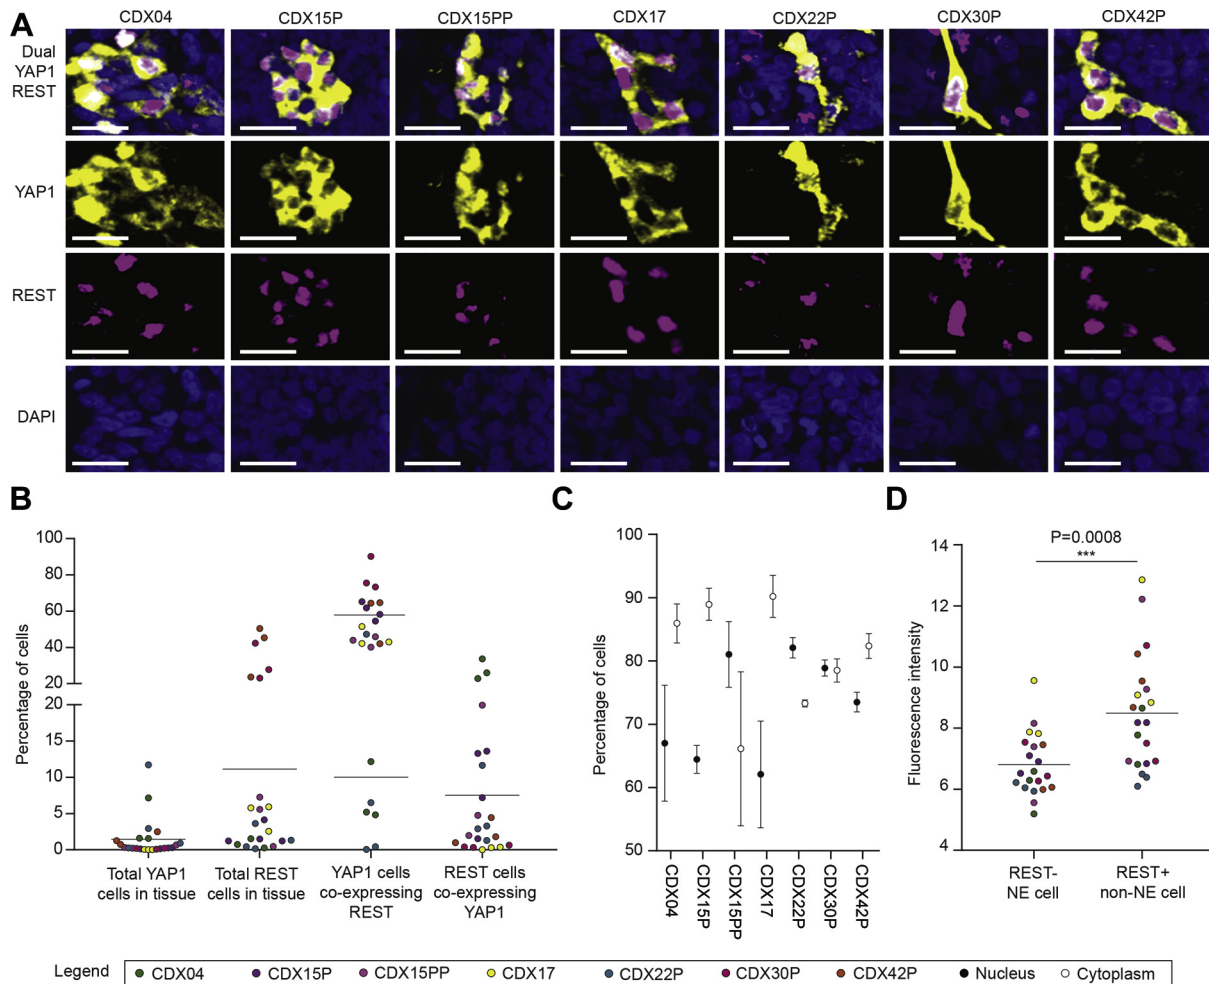 A
CDX04 CDX15P CDX15PP CDX17 CDX22P CDX30P CDX42P
Dual
YAP1
REST
YAP1
REST
DAPI
B
Percentage of cells
100
80
60
40
20
20
15
10
5
0
Total YAP1
cells in tissue
Total REST
cells in tissue
YAP1 cells
co-expressing
REST
REST cells
co-expressing
YAP1
C
Percentage of cells
100
90
80
70
60
50
CDX04
CDX15P
CDX15PP
CDX17
CDX22P
CDX30P
CDX42P
D
Fluorescence intensity
14
12
10
8
6
4
P=0.0008
***
REST-
NE cell
REST+
non-NE cell
Legend CDX04 CDX15P CDX15PP CDX17 CDX22P CDX30P CDX42P Nucleus Cytoplasm